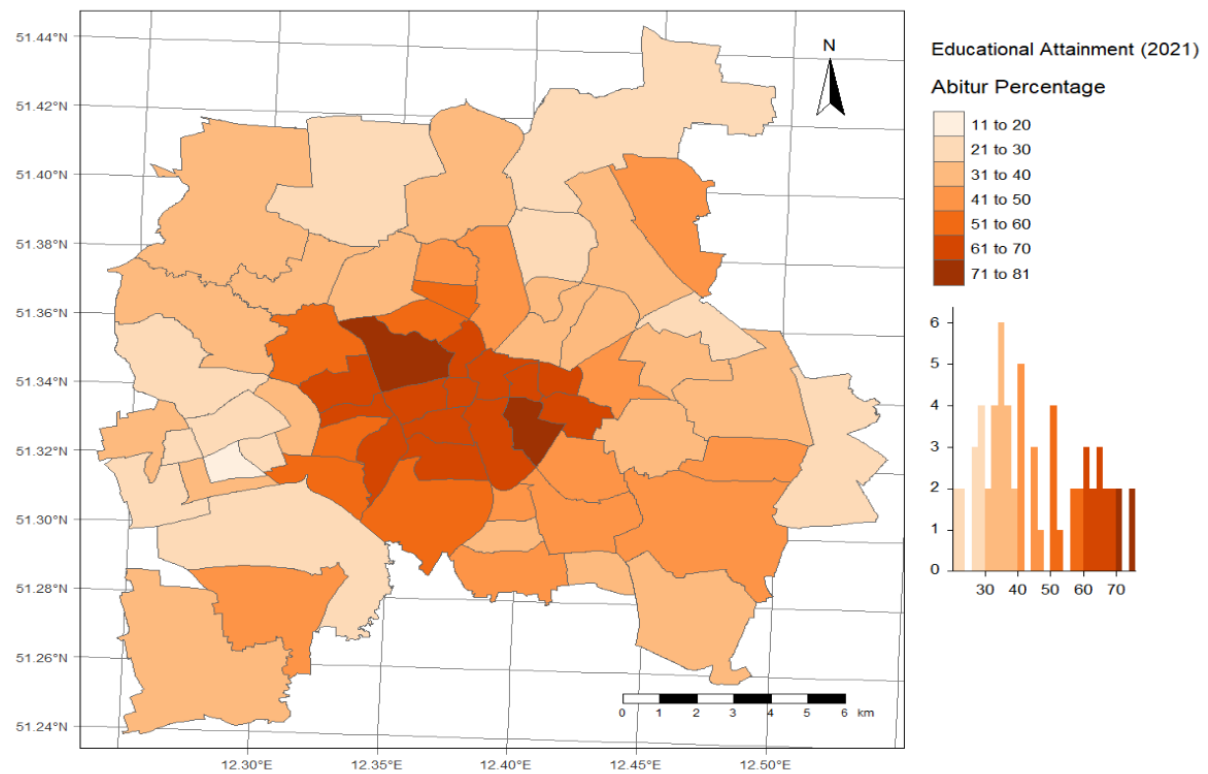 51.44°N
51.42°N
51.40°N
51.38°N
51.36°N
51.34°N
51.32°N
51.30°N
51.28°N
51.26°N
51.24°N
12.30°E 12.35°E 12.40°E 12.45°E 12.50°E
N
0 1 2 3 4 5 6 km
Educational Attainment (2021)
Abitur Percentage
11 to 20
21 to 30
31 to 40
41 to 50
51 to 60
61 to 70
71 to 81
6
5
4
3
2
1
0
30 40 50 60 70